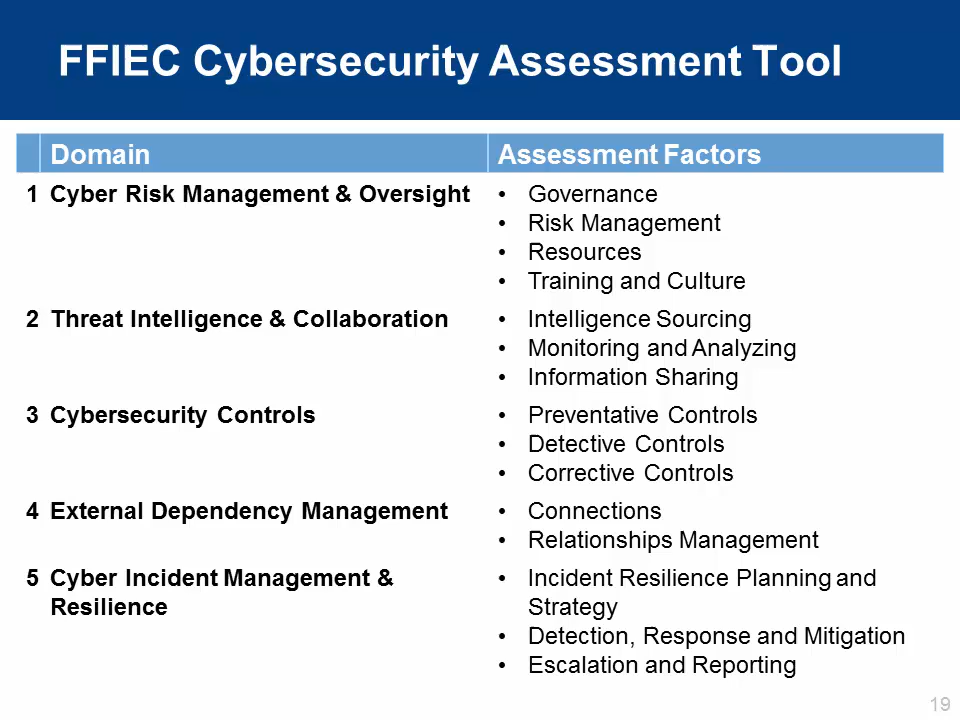 FFIEC Cybersecurity Assessment Tool
Domain Assessment Factors
1 Cyber Risk Management & Oversight
• Governance
• Risk Management
• Resources
• Training and Culture
2 Threat Intelligence & Collaboration
• Intelligence Sourcing
• Monitoring and Analyzing
• Information Sharing
3 Cybersecurity Controls
• Preventative Controls
• Detective Controls
• Corrective Controls
4 External Dependency Management
• Connections
• Relationships Management
5 Cyber Incident Management &
Resilience
• Incident Resilience Planning and
Strategy
• Detection, Response and Mitigation
• Escalation and Reporting
19